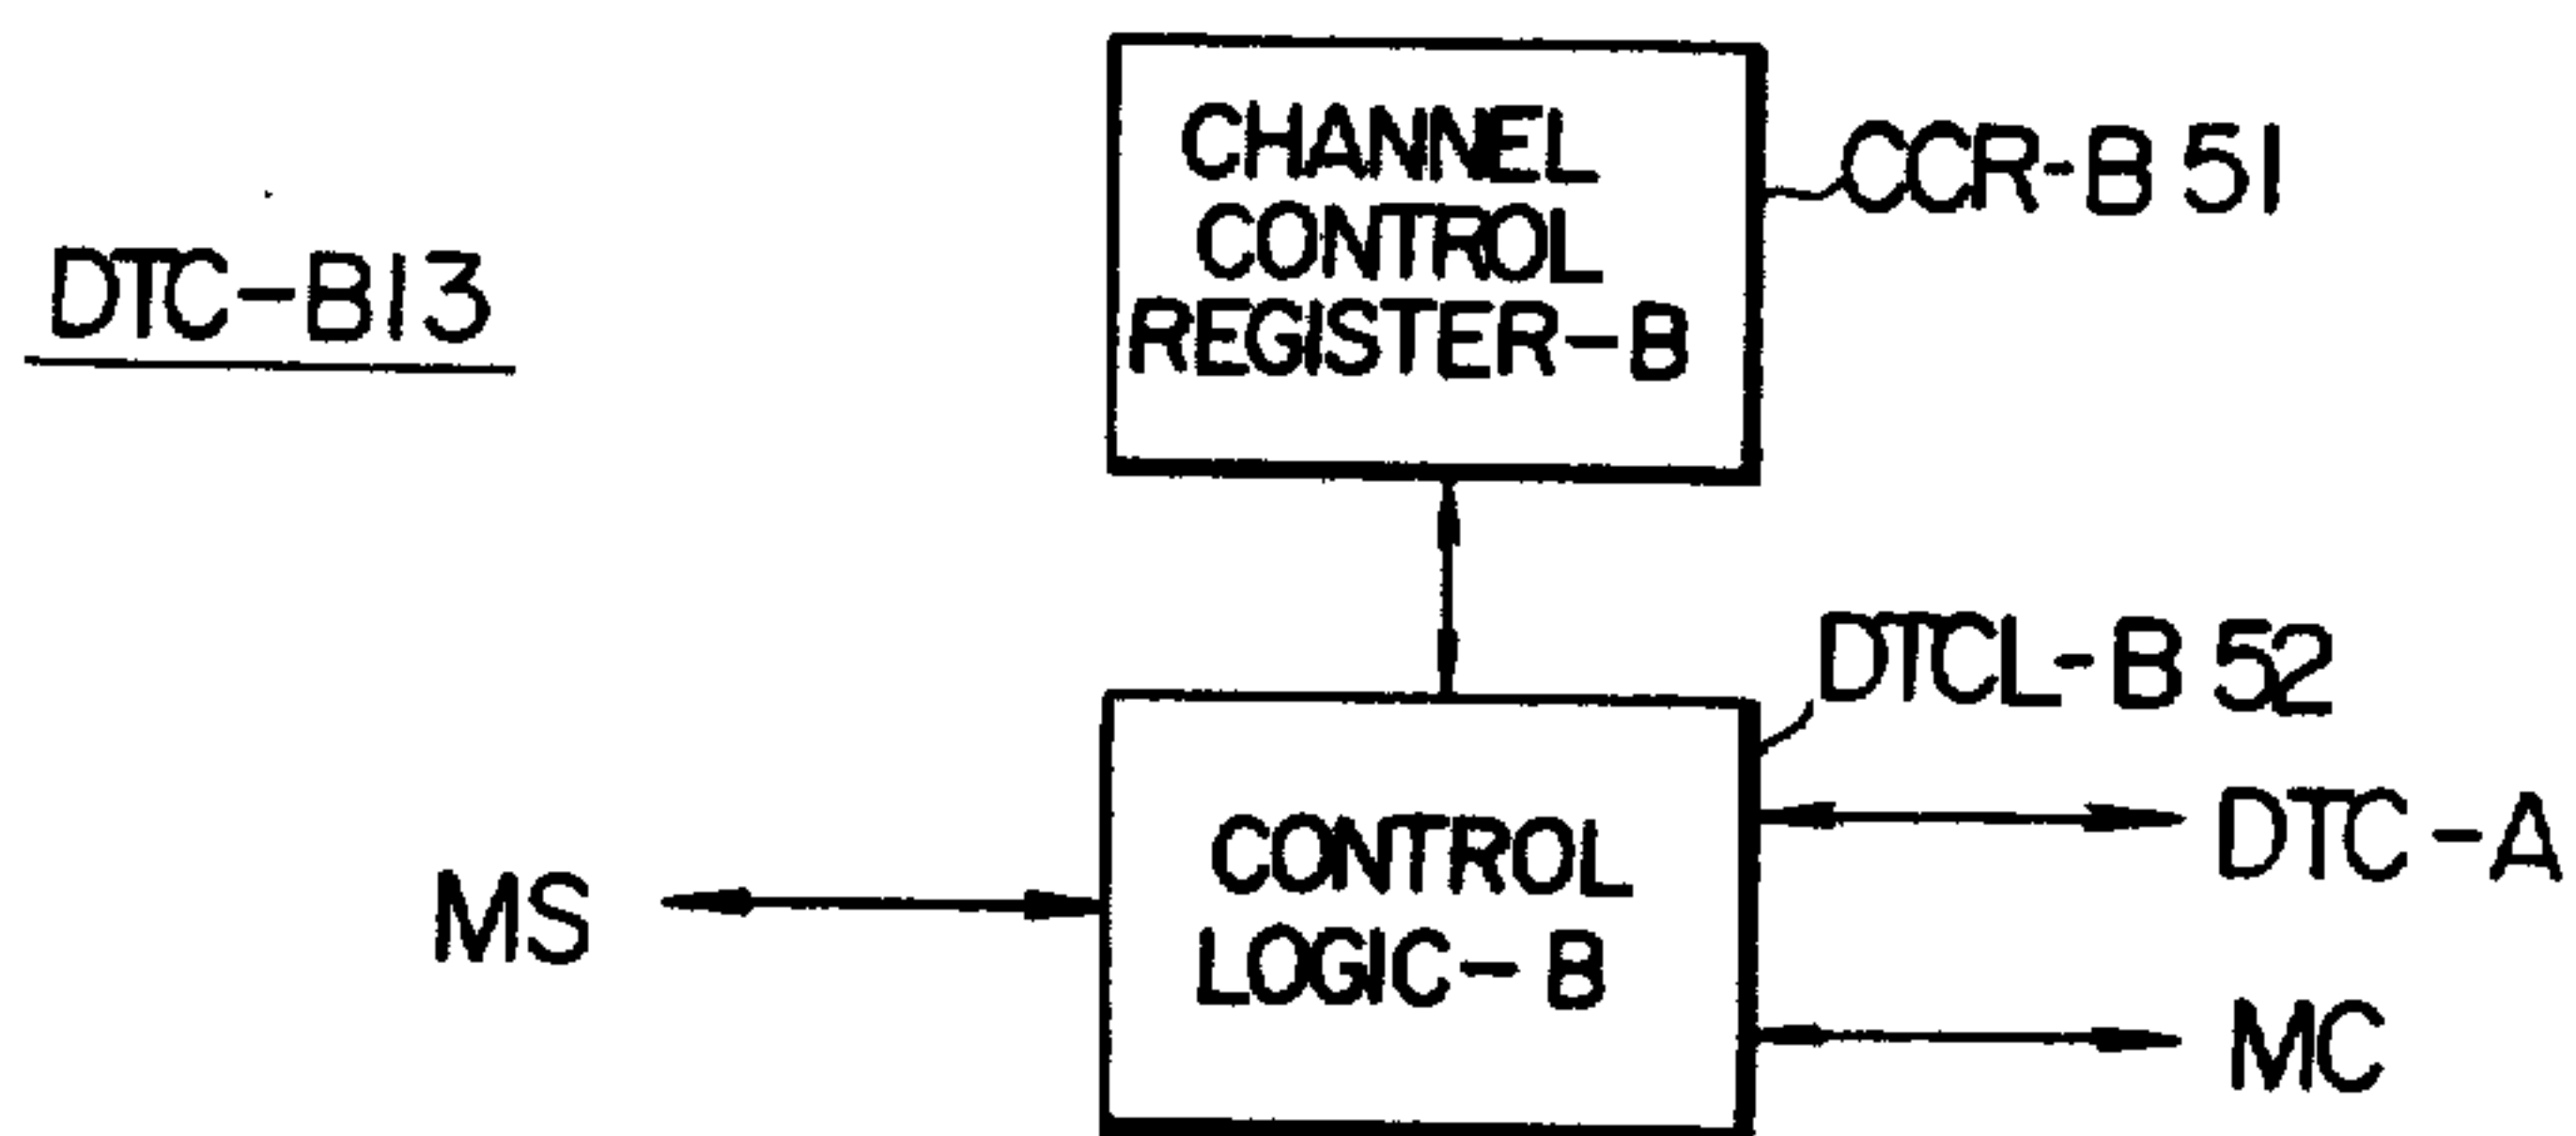 DTC-B13
CHANNEL
CONTROL
REGISTER-B
CCR-B 51
DTCL-B 52
CONTROL
LOGIC-B
MS
DTC-A
MC